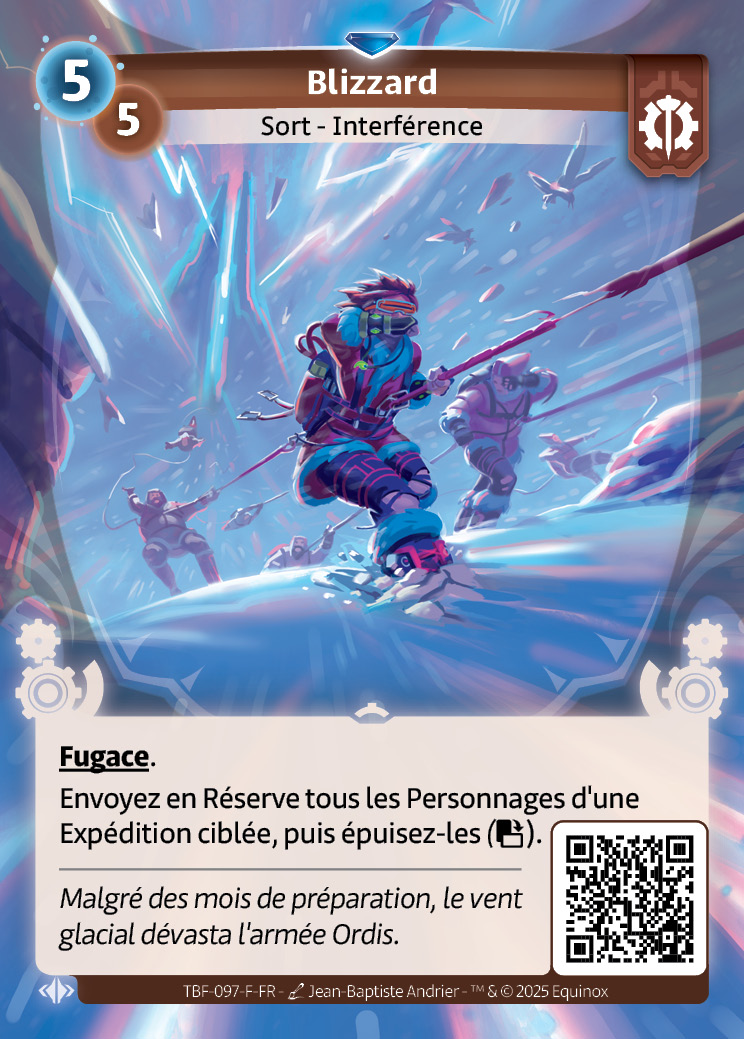 5
Blizzard
5
Sort - Interférence
Fugace.
Envoyez en Réserve tous les Personnages d'une
Expédition ciblée, puis épuisez-les ( ).
Malgré des mois de préparation, le vent
glacial dévasta l'armée Ordis.
TBF-097-F-FR - Jean-Baptiste Andrier - ™ & © 2025 Equinox